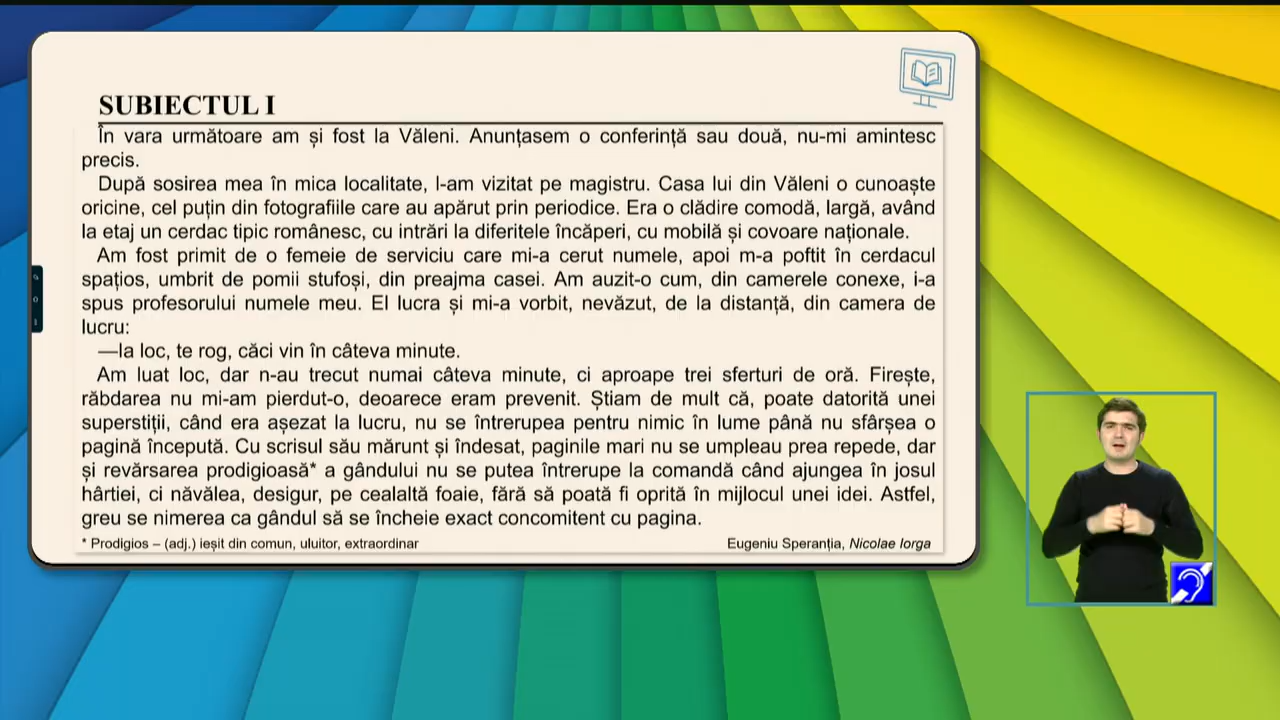 SUBIECTUL I
În vara următoare am și fost la Văleni. Anunțasem o conferință sau două, nu-mi amintesc
precis.
După sosirea mea în mica localitate, l-am vizitat pe magistru. Casa lui din Văleni o cunoaște
oricine, cel puțin din fotografiile care au apărut prin periodice. Era o clădire comodă, largă, având
la etaj un cerdac tipic românesc, cu intrări la diferitele încăperi, cu mobilă și covoare naționale.
Am fost primit de o femeie de serviciu care mi-a cerut numele, apoi m-a poftit în cerdacul
spațios, umbrit de pomii stufoși, din preajma casei. Am auzit-o cum, din camerele conexe, i-a
spus profesorului numele meu. El lucra și mi-a vorbit, nevăzut, de la distanță, din camera de
lucru:
—Ia loc, te rog, căci vin în câteva minute.
Am luat loc, dar n-au trecut numai câteva minute, ci aproape trei sferturi de oră. Firește,
răbdarea nu mi-am pierdut-o, deoarece eram prevenit. Știam de mult că, poate datorită unei
superstiții, când era așezat la lucru, nu se întrerupea pentru nimic în lume până nu sfârșea o
pagină începută. Cu scrisul său mărunt și îndesat, paginile mari nu se umpleau prea repede, dar
și revărsarea prodigioasă* a gândului nu se putea întrerupe la comandă când ajungea în josul
hârtiei, ci năvălea, desigur, pe cealaltă foaie, fără să poată fi oprită în mijlocul unei idei. Astfel,
greu se nimerea ca gândul să se încheie exact concomitent cu pagina.
* Prodigios – (adj.) ieșit din comun, uluitor, extraordinar
Eugeniu Speranția, Nicolae Iorga